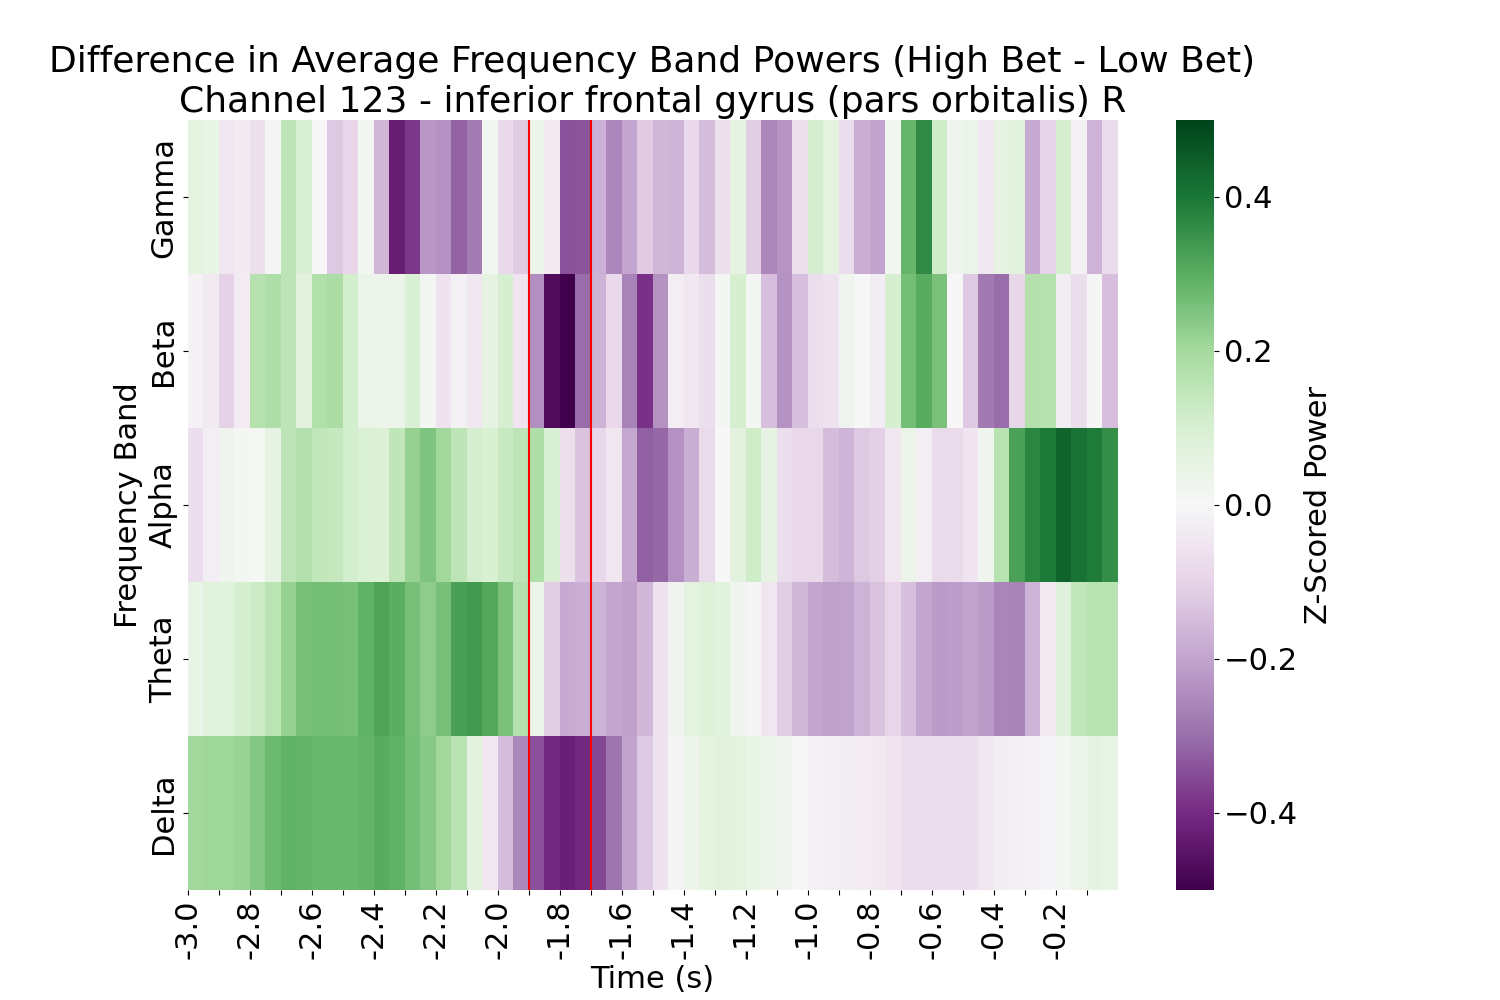 Difference in Average Frequency Band Powers (High Bet - Low Bet)
Channel 123 - inferior frontal gyrus (pars orbitalis) R
Frequency Band
Gamma
Beta
Alpha
Theta
Delta
-3.0
-2.8
-2.6
-2.4
-2.2
-2.0
-1.8
-1.6
-1.4
-1.2
-1.0
-0.8
-0.6
-0.4
-0.2
Time (s)
0.4
0.2
0.0
−0.2
−0.4
Z-Scored Power